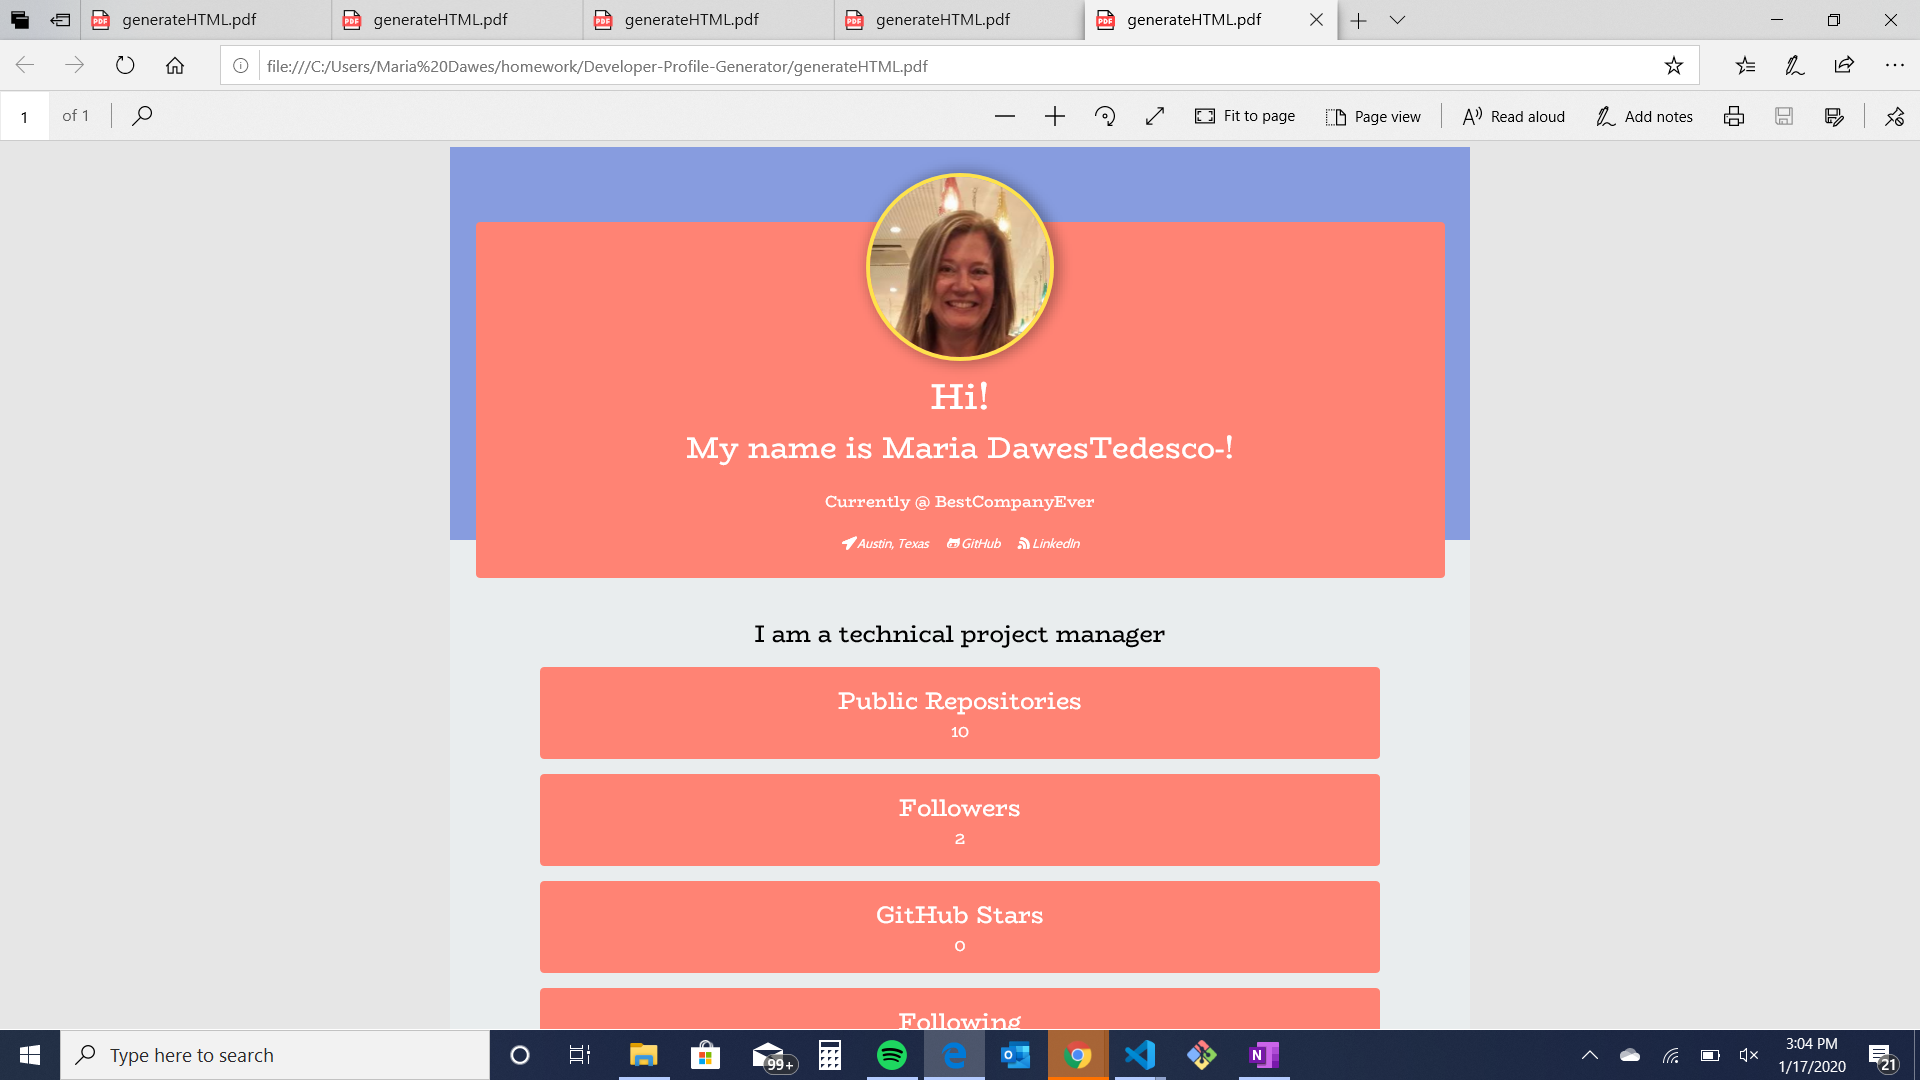 generateHTML.pdf generateHTML.pdf generateHTML.pdf generateHTML.pdf generateHTML.pdf
file:///C:/Users/Maria%20Dawes/homework/Developer-Profile-Generator/generateHTML.pdf
1 of 1 Fit to page Page view Read aloud Add notes
Hi!
My name is Maria DawesTedesco-!
Currently @ BestCompanyEver
Austin, Texas GitHub LinkedIn
I am a technical project manager
Public Repositories
10
Followers
2
GitHub Stars
0
Following
Type here to search 99+ 3:04 PM
1/17/2020 21